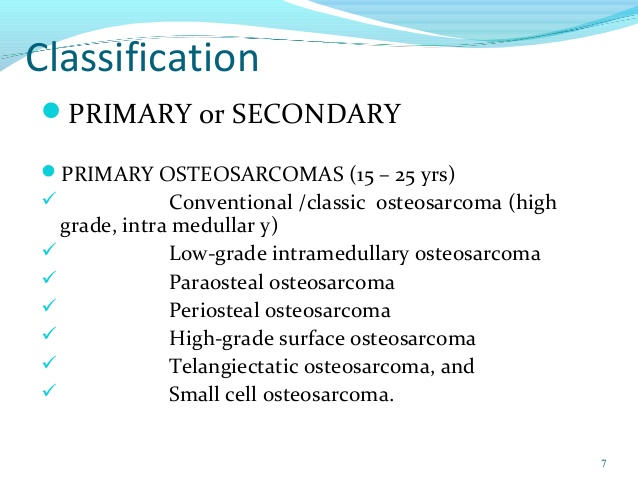 Classification
PRIMARY or SECONDARY
PRIMARY OSTEOSARCOMAS (15 – 25 yrs)
Conventional /classic osteosarcoma (high
grade, intra medullar y)
Low-grade intramedullary osteosarcoma
Paraosteal osteosarcoma
Periosteal osteosarcoma
High-grade surface osteosarcoma
Telangiectatic osteosarcoma, and
Small cell osteosarcoma.
7